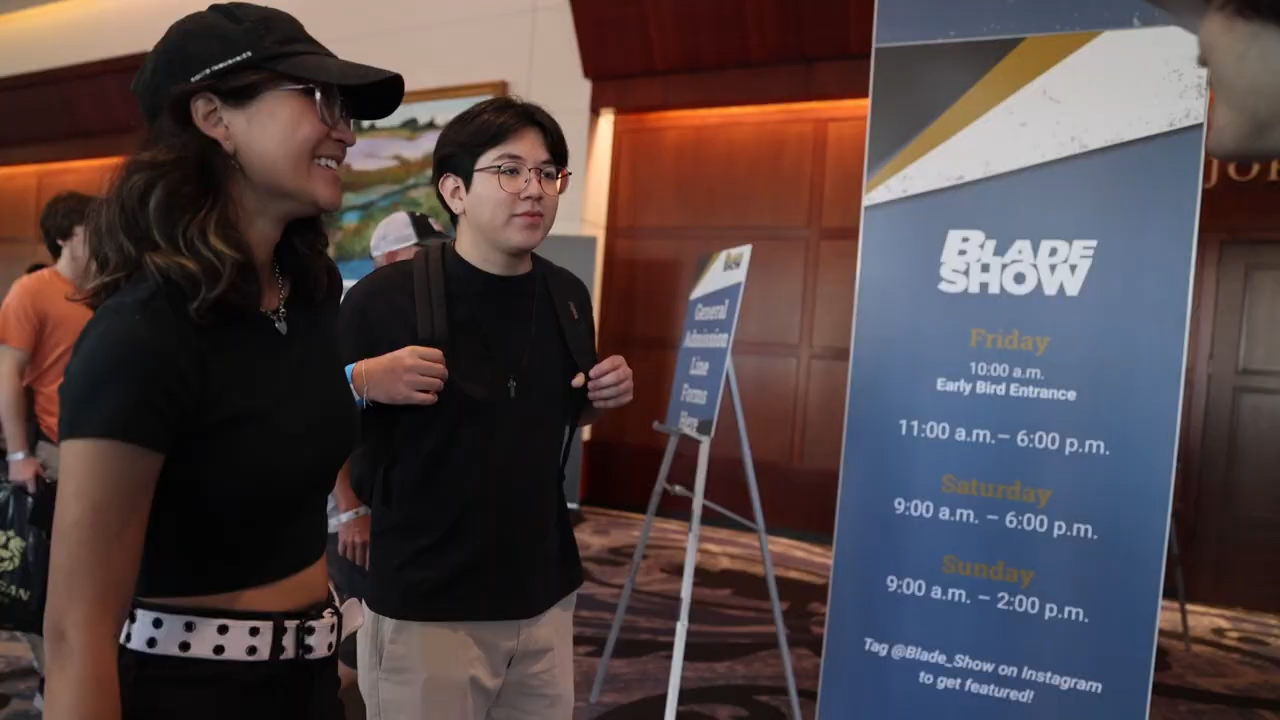 BLADE
SHOW
Friday
10:00 a.m.
Early Bird Entrance
11:00 a.m.– 6:00 p.m.
Saturday
9:00 a.m. – 6:00 p.m.
Sunday
9:00 a.m. – 2:00 p.m.
Tag @Blade_Show on Instagram
to get featured!
General
Admission
Line
Forms
Here